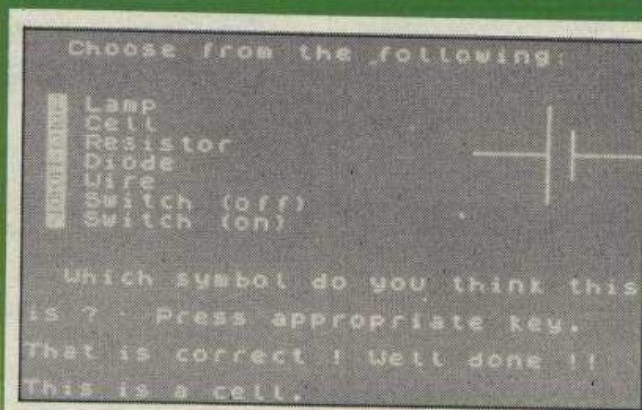 Choose from the following:
Lamp
Cell
Resistor
Diode
Wire
Switch (off)
Switch (on)
Which symbol do you think this
is ? Press appropriate key.
That is correct ! Well done !!
This is a cell.